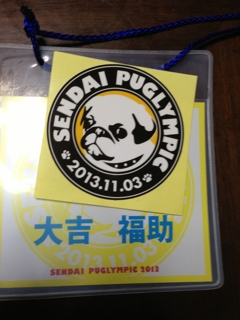 SENDAI PUGLYMPIC
2013.11.03
大吉 福助
SENDAI PUGLYMPIC 2013